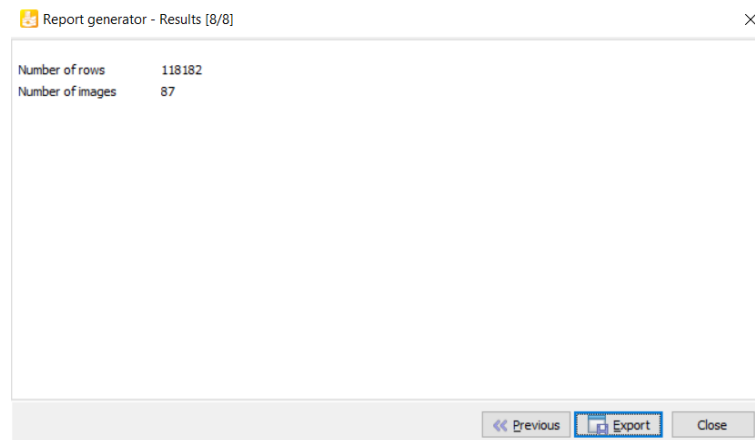 Report generator - Results [8/8]
Number of rows 118182
Number of images 87
Previous Export Close